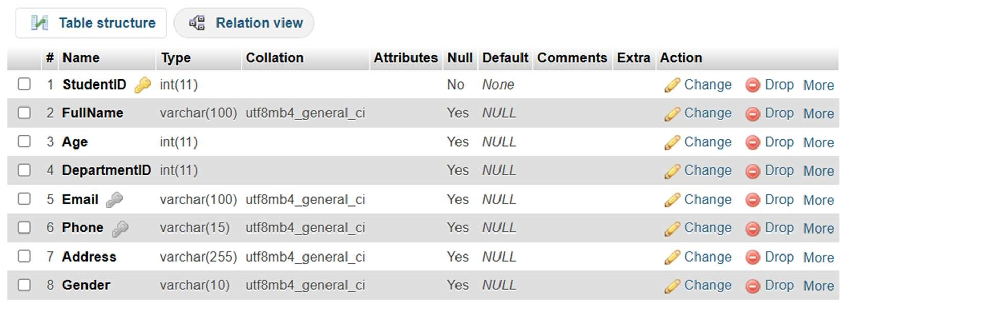 Table structure Relation view
# Name Type Collation Attributes Null Default Comments Extra Action
1 StudentID int(11) No None Change Drop More
2 FullName varchar(100) utf8mb4_general_ci Yes NULL Change Drop More
3 Age int(11) Yes NULL Change Drop More
4 DepartmentID int(11) Yes NULL Change Drop More
5 Email varchar(100) utf8mb4_general_ci Yes NULL Change Drop More
6 Phone varchar(15) utf8mb4_general_ci Yes NULL Change Drop More
7 Address varchar(255) utf8mb4_general_ci Yes NULL Change Drop More
8 Gender varchar(10) utf8mb4_general_ci Yes NULL Change Drop More